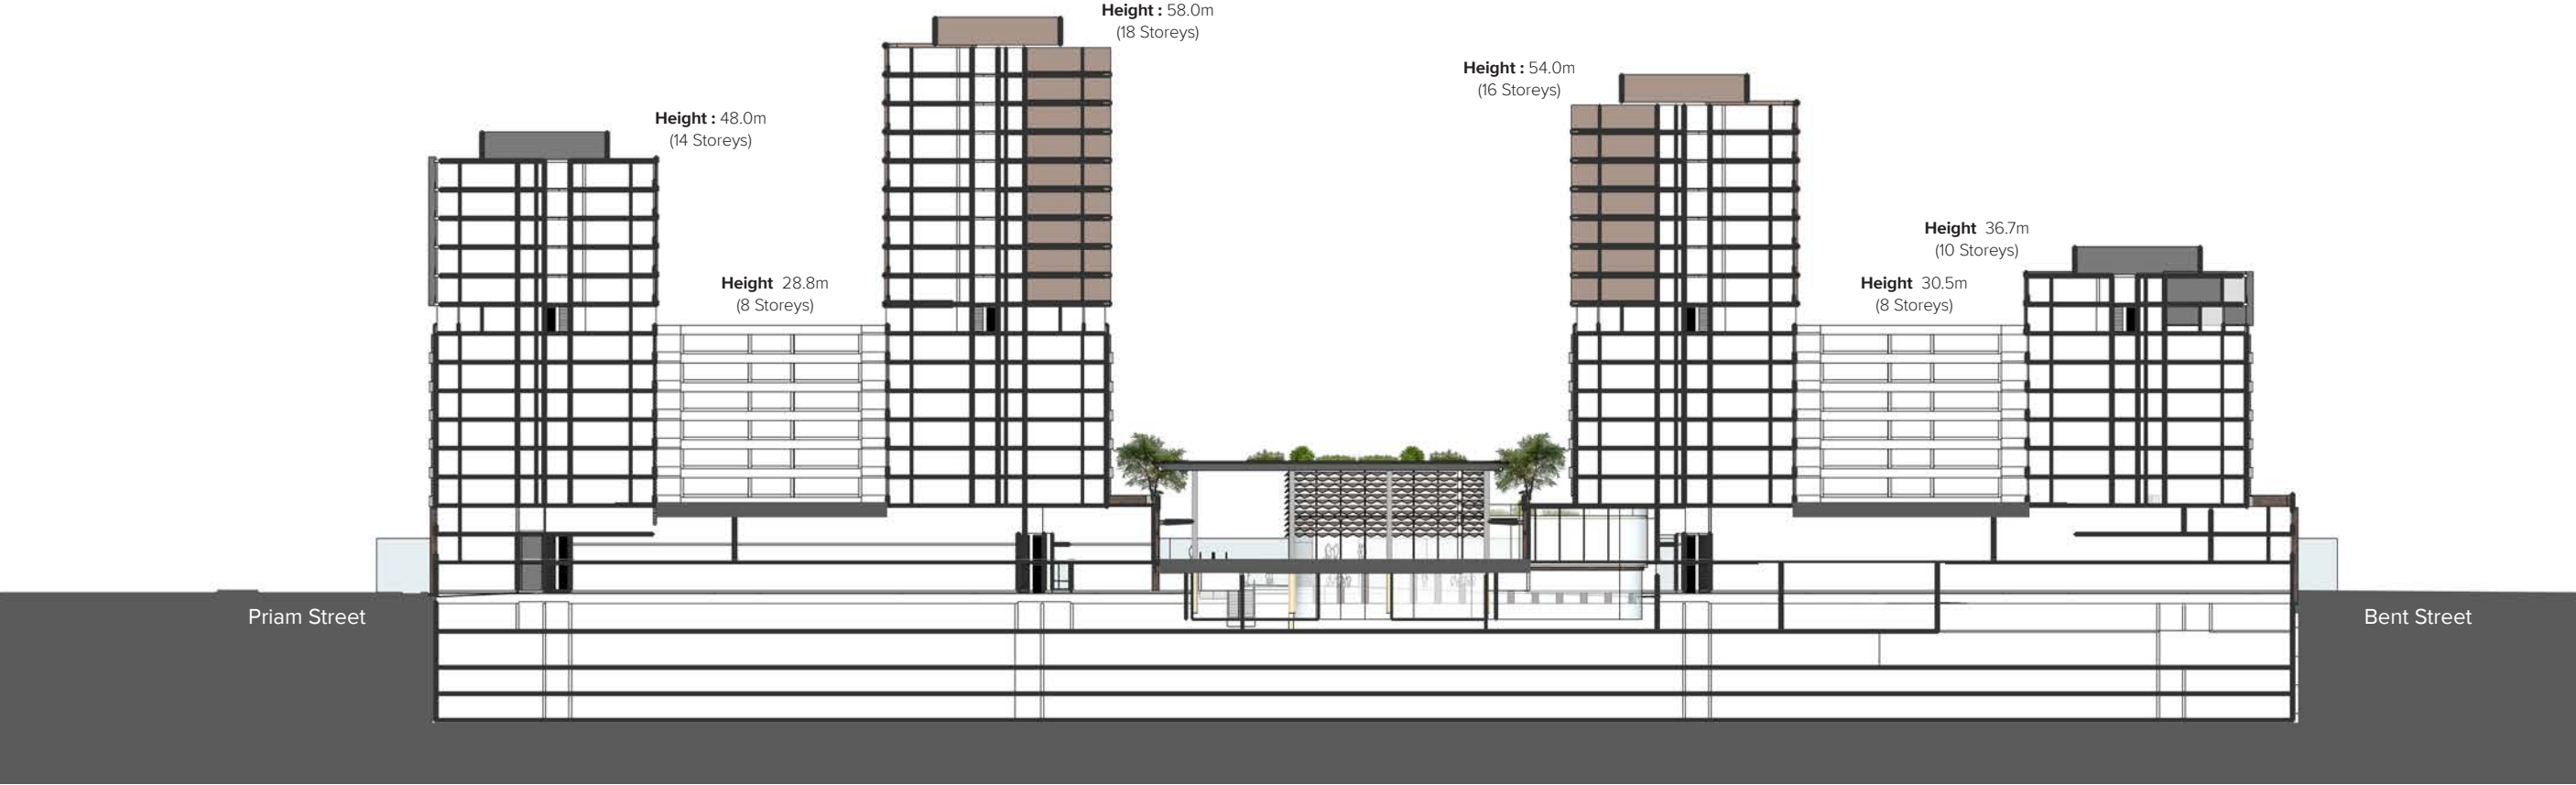 Height : 58.0m
(18 Storeys)
Height : 54.0m
(16 Storeys)
Height : 48.0m
(14 Storeys)
Height 36.7m
(10 Storeys)
Height 28.8m
(8 Storeys)
Height 30.5m
(8 Storeys)
Priam Street
Bent Street